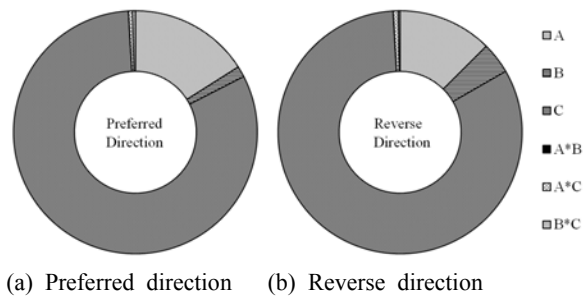 Preferred
Direction
Reverse
Direction
A
B
C
A*B
A*C
B*C
(a) Preferred direction
(b) Reverse direction